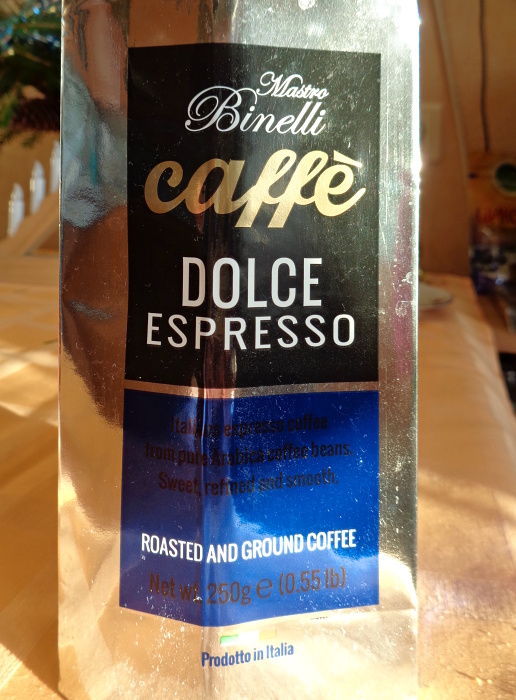 Mastro
Binelli
caffè
DOLCE
ESPRESSO
Italian espresso coffee
from pure Arabica coffee beans.
Sweet, refined and smooth.
ROASTED AND GROUND COFFEE
Net wt. 250g ℮ (0.55 lb)
Prodotto in Italia